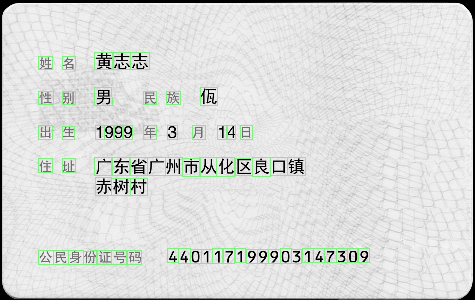 姓名 黄志志
性别 男 民族 佤
出生 1999 年 3 月 14 日
住址 广东省广州市从化区良口镇
赤树村
公民身份证号码 440117199903147309